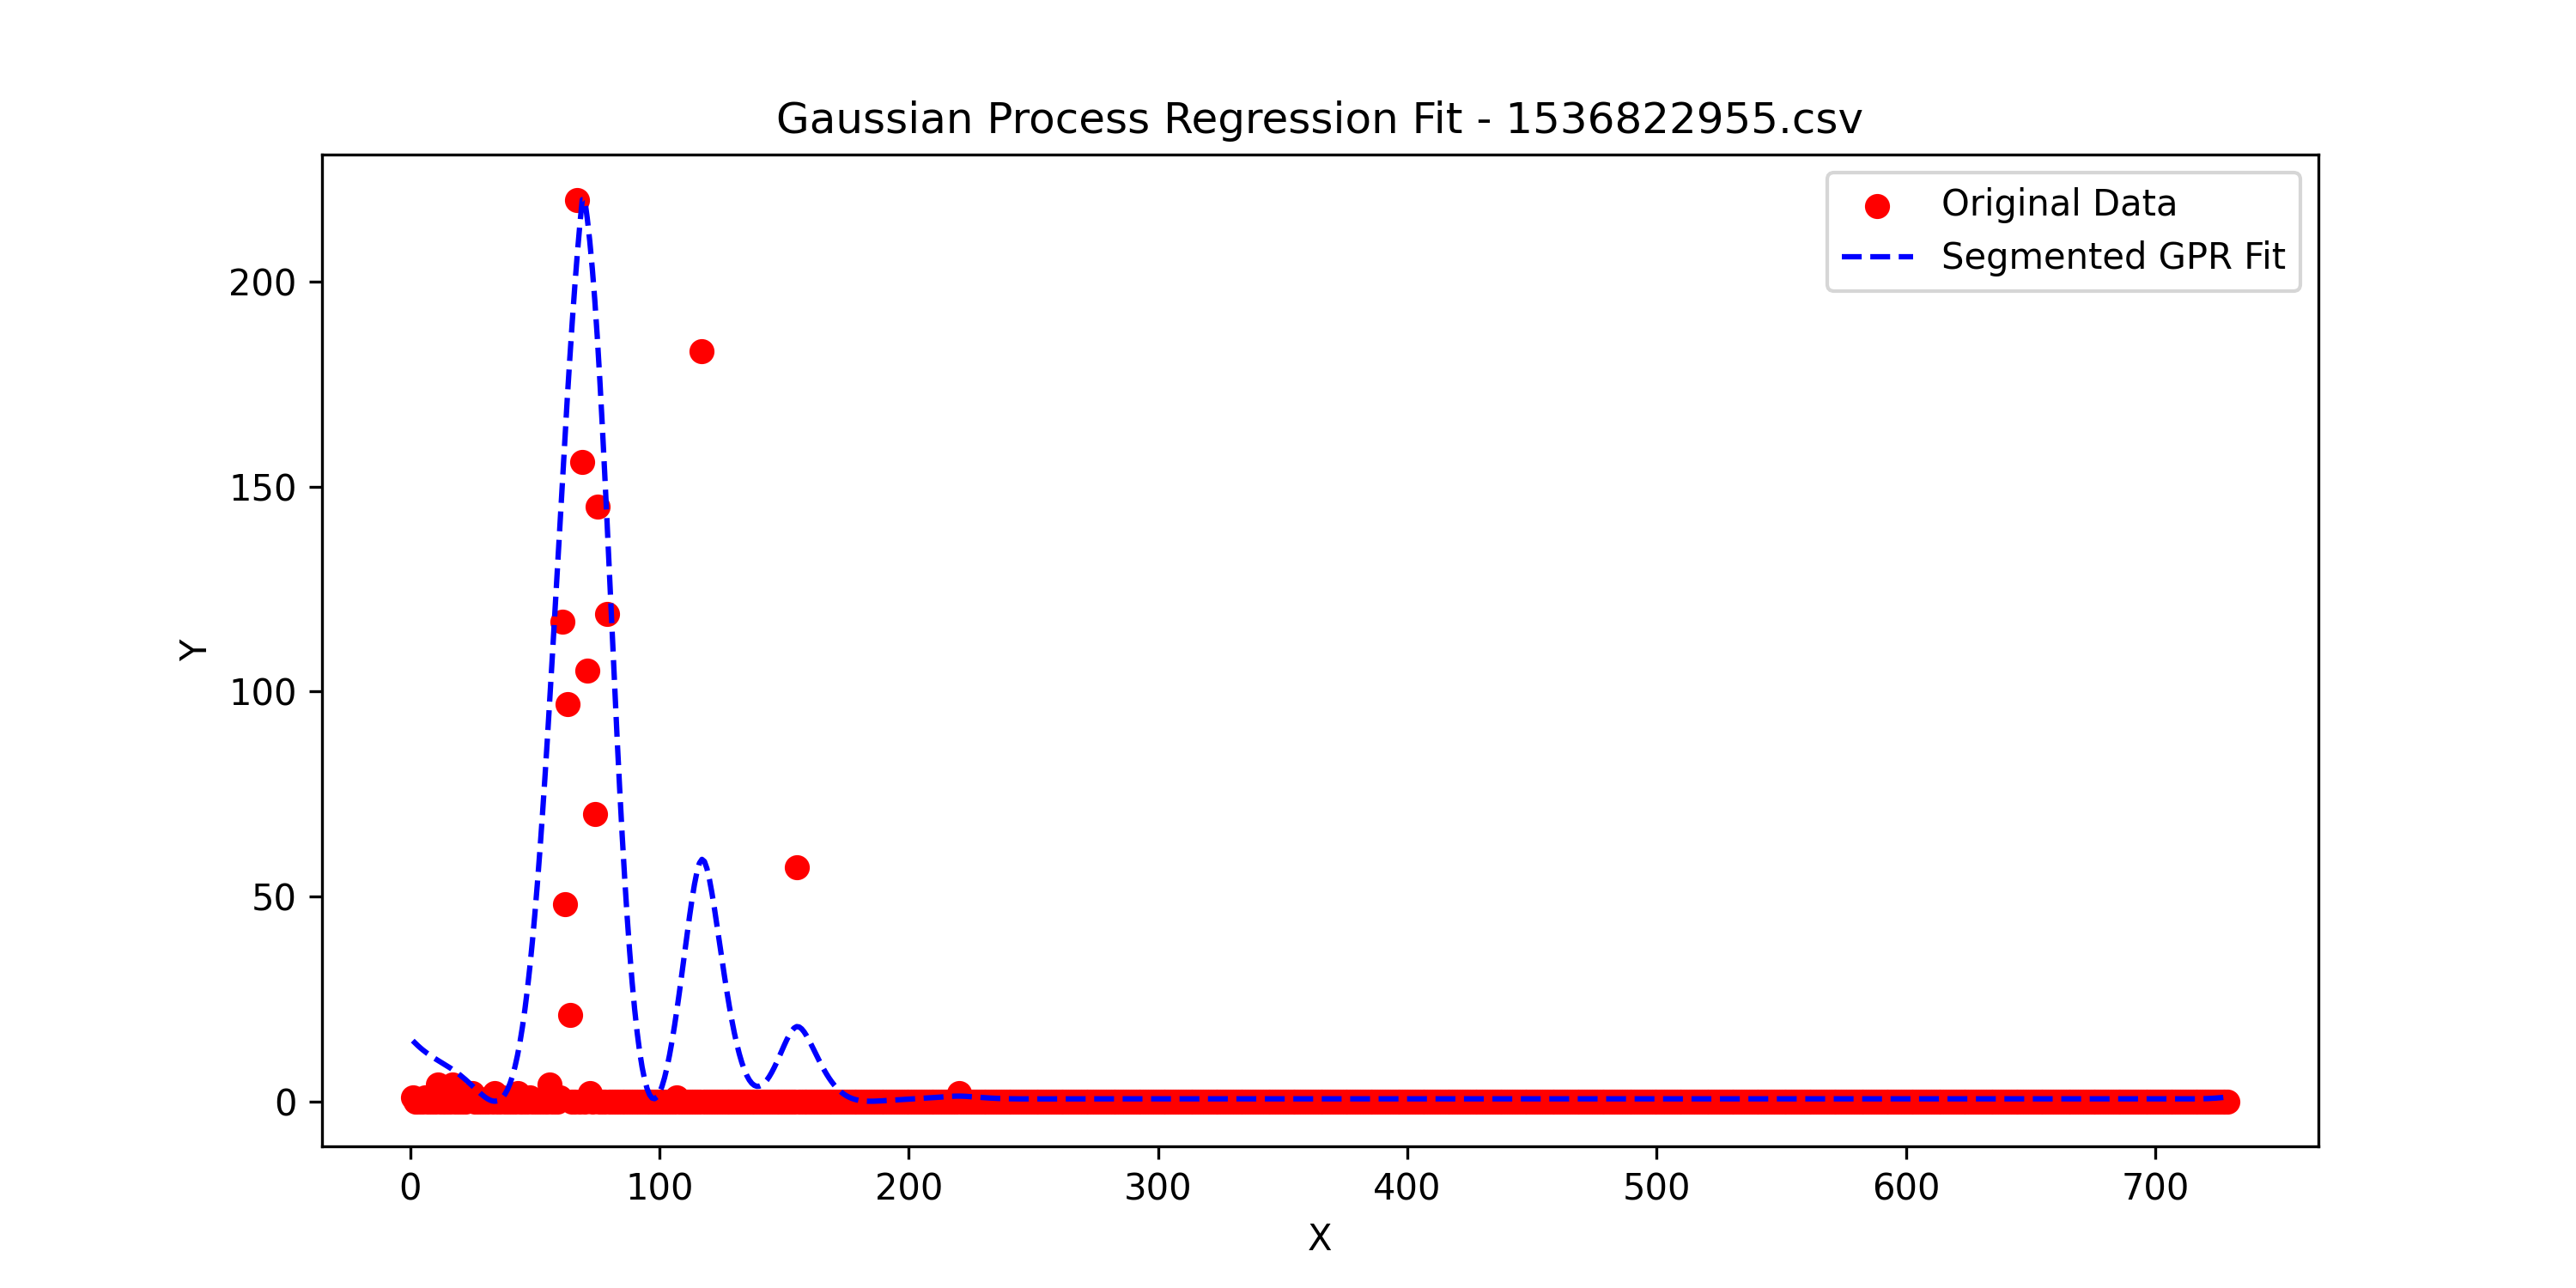 Gaussian Process Regression Fit - 1536822955.csv
Original Data
Segmented GPR Fit
200
150
100
50
0
Y
0 100 200 300 400 500 600 700
X